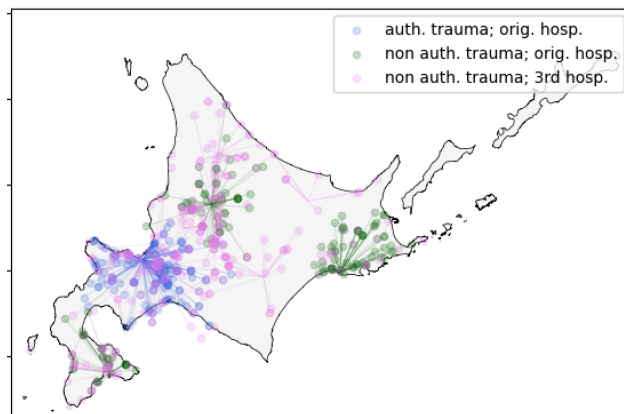 auth. trauma; orig. hosp.
non auth. trauma; orig. hosp.
non auth. trauma; 3rd hosp.